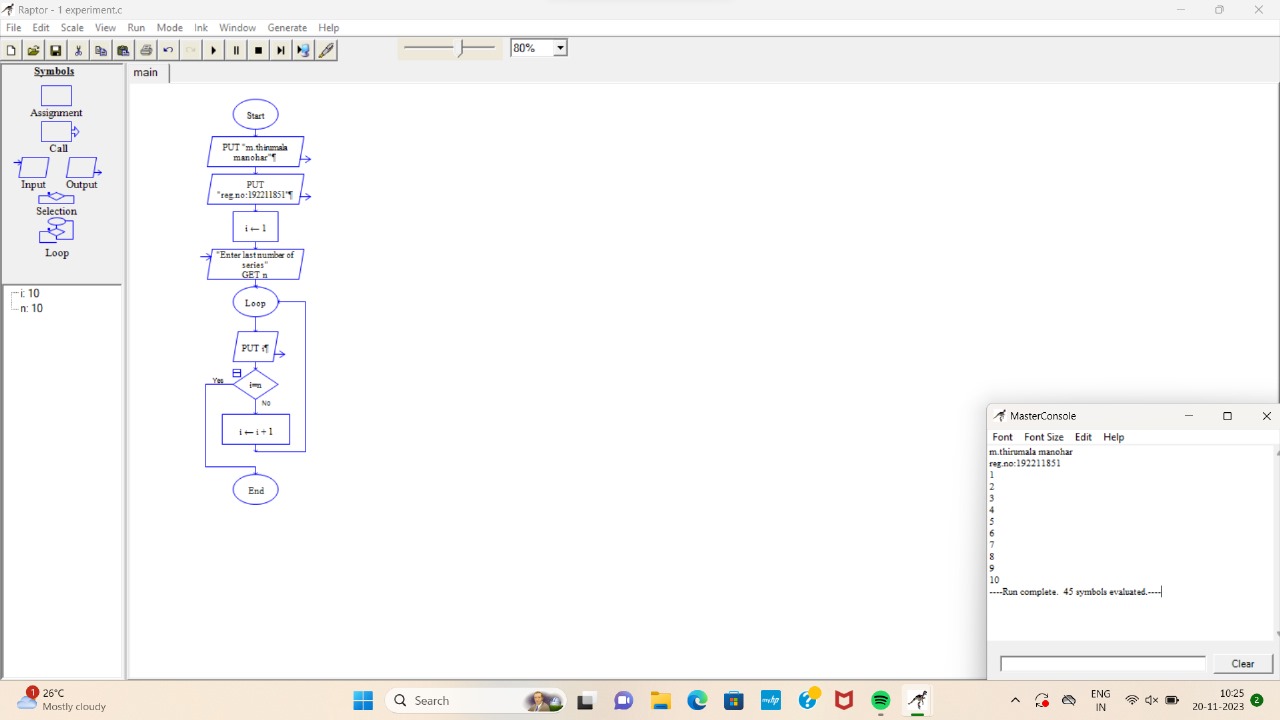 Raptor - 1 experiment.c
File Edit Scale View Run Mode Ink Window Generate Help
80%
Symbols
main
Assignment
Call
Input Output
Selection
Loop
i: 10
n: 10
Start
PUT "m.thirumala
manohar"¶
PUT
"reg.no:192211851"¶
i ← 1
"Enter last number of
series"
GET n
Loop
PUT i¶
Yes
i=n
No
i ← i + 1
End
MasterConsole
Font Font Size Edit Help
m.thirumala manohar
reg.no:192211851
1
2
3
4
5
6
7
8
9
10
----Run complete.  45 symbols evaluated.----
Clear
1
26°C
Mostly cloudy
Search
my hp
ENG
IN
10:25
20-11-2023
2